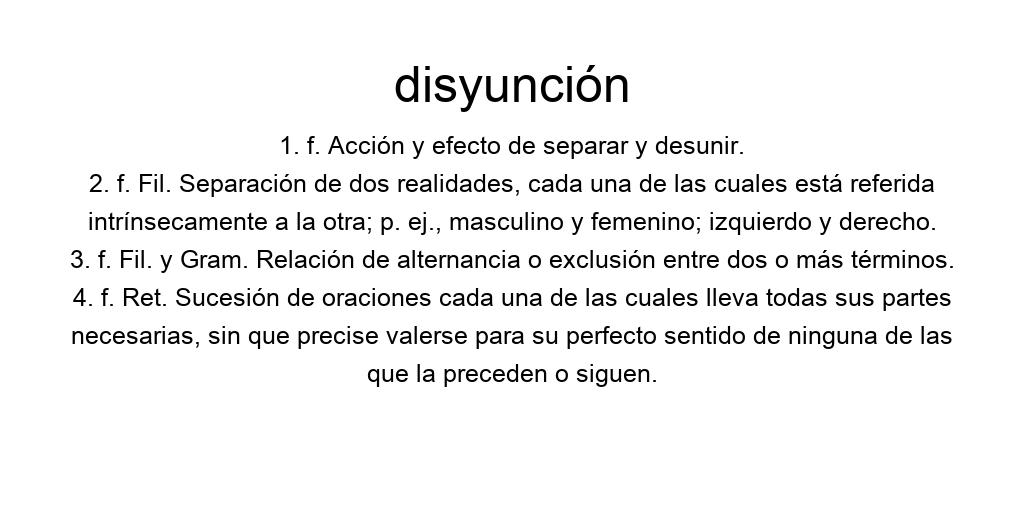 disyunción
1. f. Acción y efecto de separar y desunir.
2. f. Fil. Separación de dos realidades, cada una de las cuales está referida
intrínsecamente a la otra; p. ej., masculino y femenino; izquierdo y derecho.
3. f. Fil. y Gram. Relación de alternancia o exclusión entre dos o más términos.
4. f. Ret. Sucesión de oraciones cada una de las cuales lleva todas sus partes
necesarias, sin que precise valerse para su perfecto sentido de ninguna de las
que la preceden o siguen.